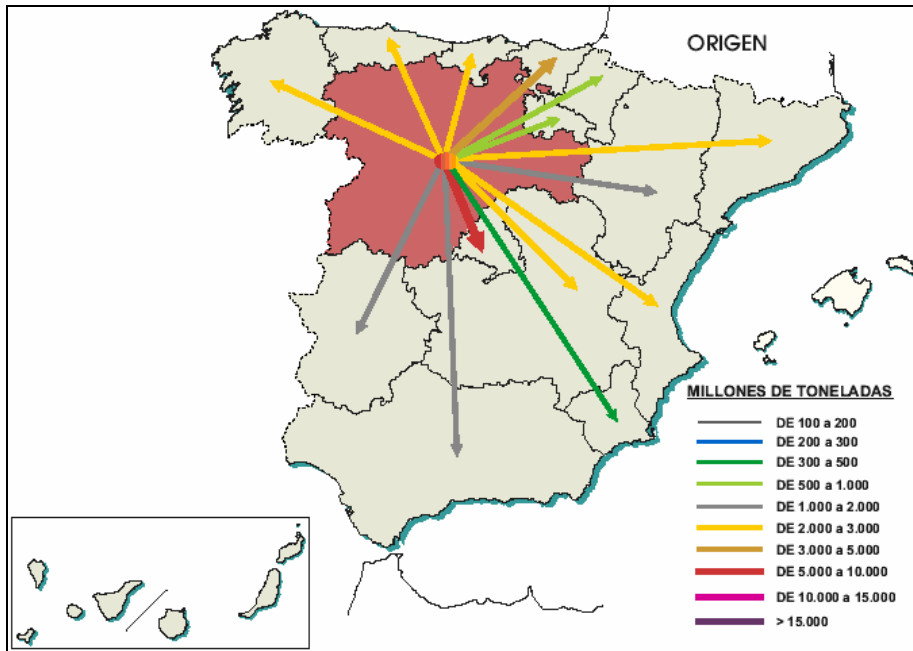 ORIGEN
MILLONES DE TONELADAS
DE 100 a 200
DE 200 a 300
DE 300 a 500
DE 500 a 1.000
DE 1.000 a 2.000
DE 2.000 a 3.000
DE 3.000 a 5.000
DE 5.000 a 10.000
DE 10.000 a 15.000
> 15.000